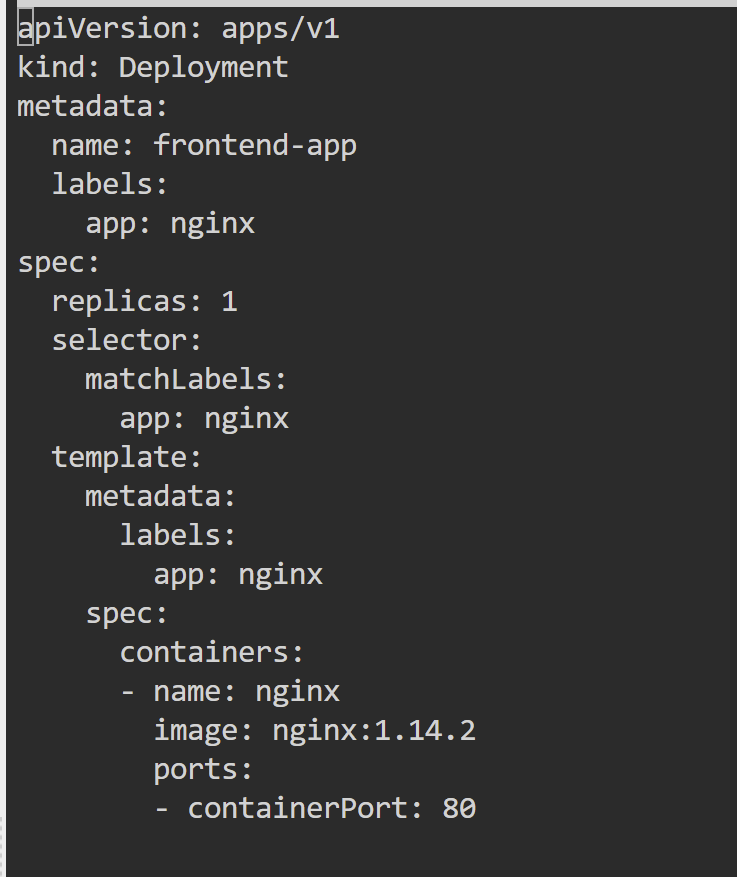 apiVersion: apps/v1
kind: Deployment
metadata:
  name: frontend-app
  labels:
    app: nginx
spec:
  replicas: 1
  selector:
    matchLabels:
      app: nginx
  template:
    metadata:
      labels:
        app: nginx
    spec:
      containers:
      - name: nginx
        image: nginx:1.14.2
        ports:
        - containerPort: 80